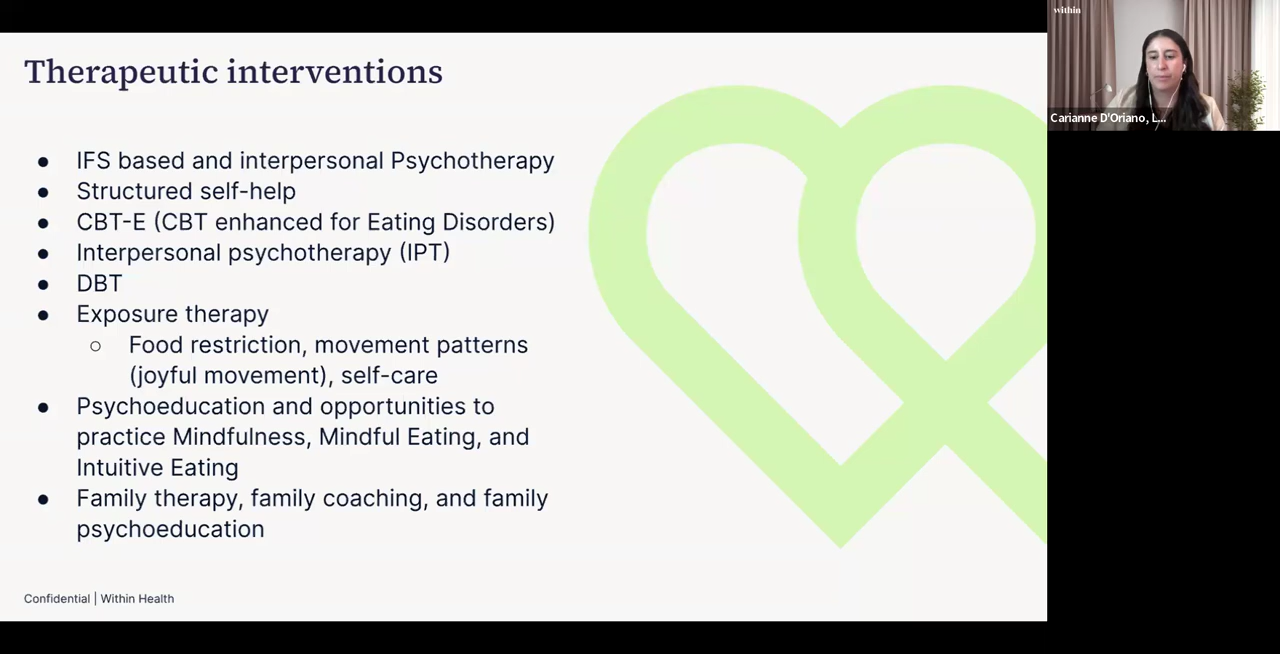 Therapeutic interventions
● IFS based and interpersonal Psychotherapy
● Structured self-help
● CBT-E (CBT enhanced for Eating Disorders)
● Interpersonal psychotherapy (IPT)
● DBT
● Exposure therapy
○ Food restriction, movement patterns
(joyful movement), self-care
● Psychoeducation and opportunities to
practice Mindfulness, Mindful Eating, and
Intuitive Eating
● Family therapy, family coaching, and family
psychoeducation
Confidential | Within Health
within
Carianne D'Oriano, L...